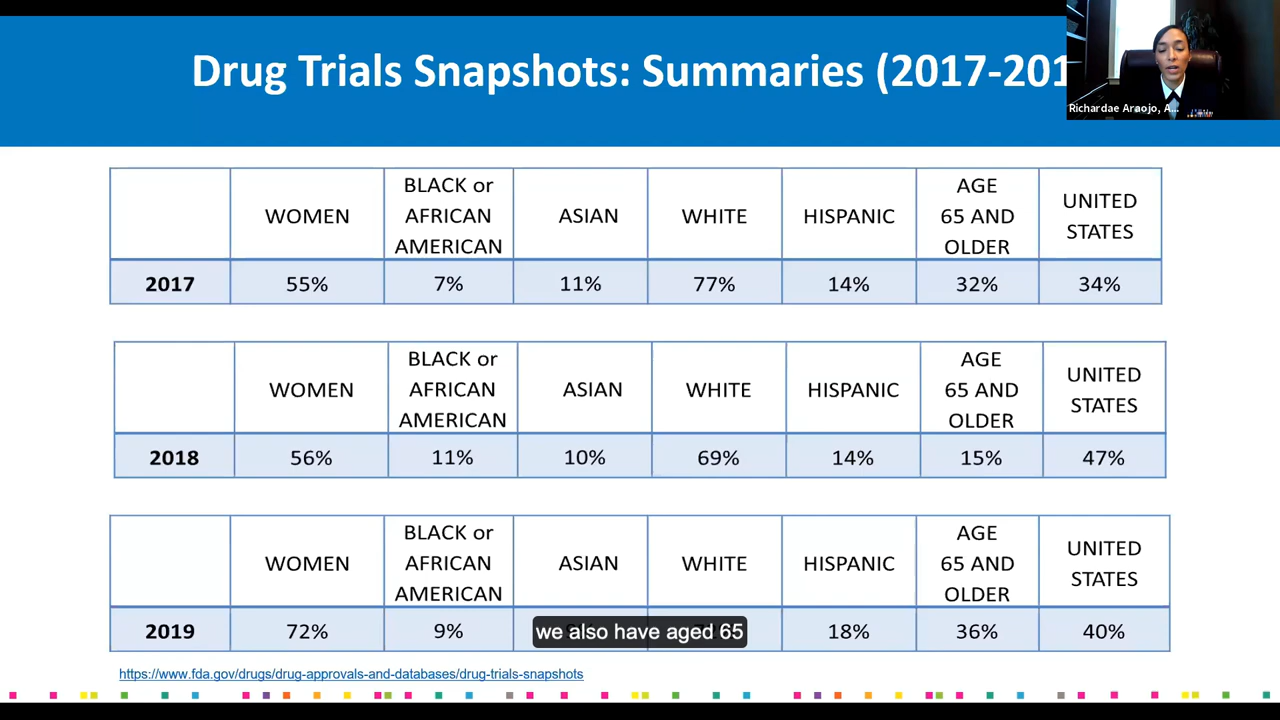 Drug Trials Snapshots: Summaries (2017-201
Richardae Araojo, A...
WOMEN
BLACK or
AFRICAN
AMERICAN
ASIAN
WHITE
HISPANIC
AGE
65 AND
OLDER
UNITED
STATES
2017 55% 7% 11% 77% 14% 32% 34%
WOMEN
BLACK or
AFRICAN
AMERICAN
ASIAN
WHITE
HISPANIC
AGE
65 AND
OLDER
UNITED
STATES
2018 56% 11% 10% 69% 14% 15% 47%
WOMEN
BLACK or
AFRICAN
AMERICAN
ASIAN
WHITE
HISPANIC
AGE
65 AND
OLDER
UNITED
STATES
2019 72% 9% 18% 36% 40%
we also have aged 65
https://www.fda.gov/drugs/drug-approvals-and-databases/drug-trials-snapshots